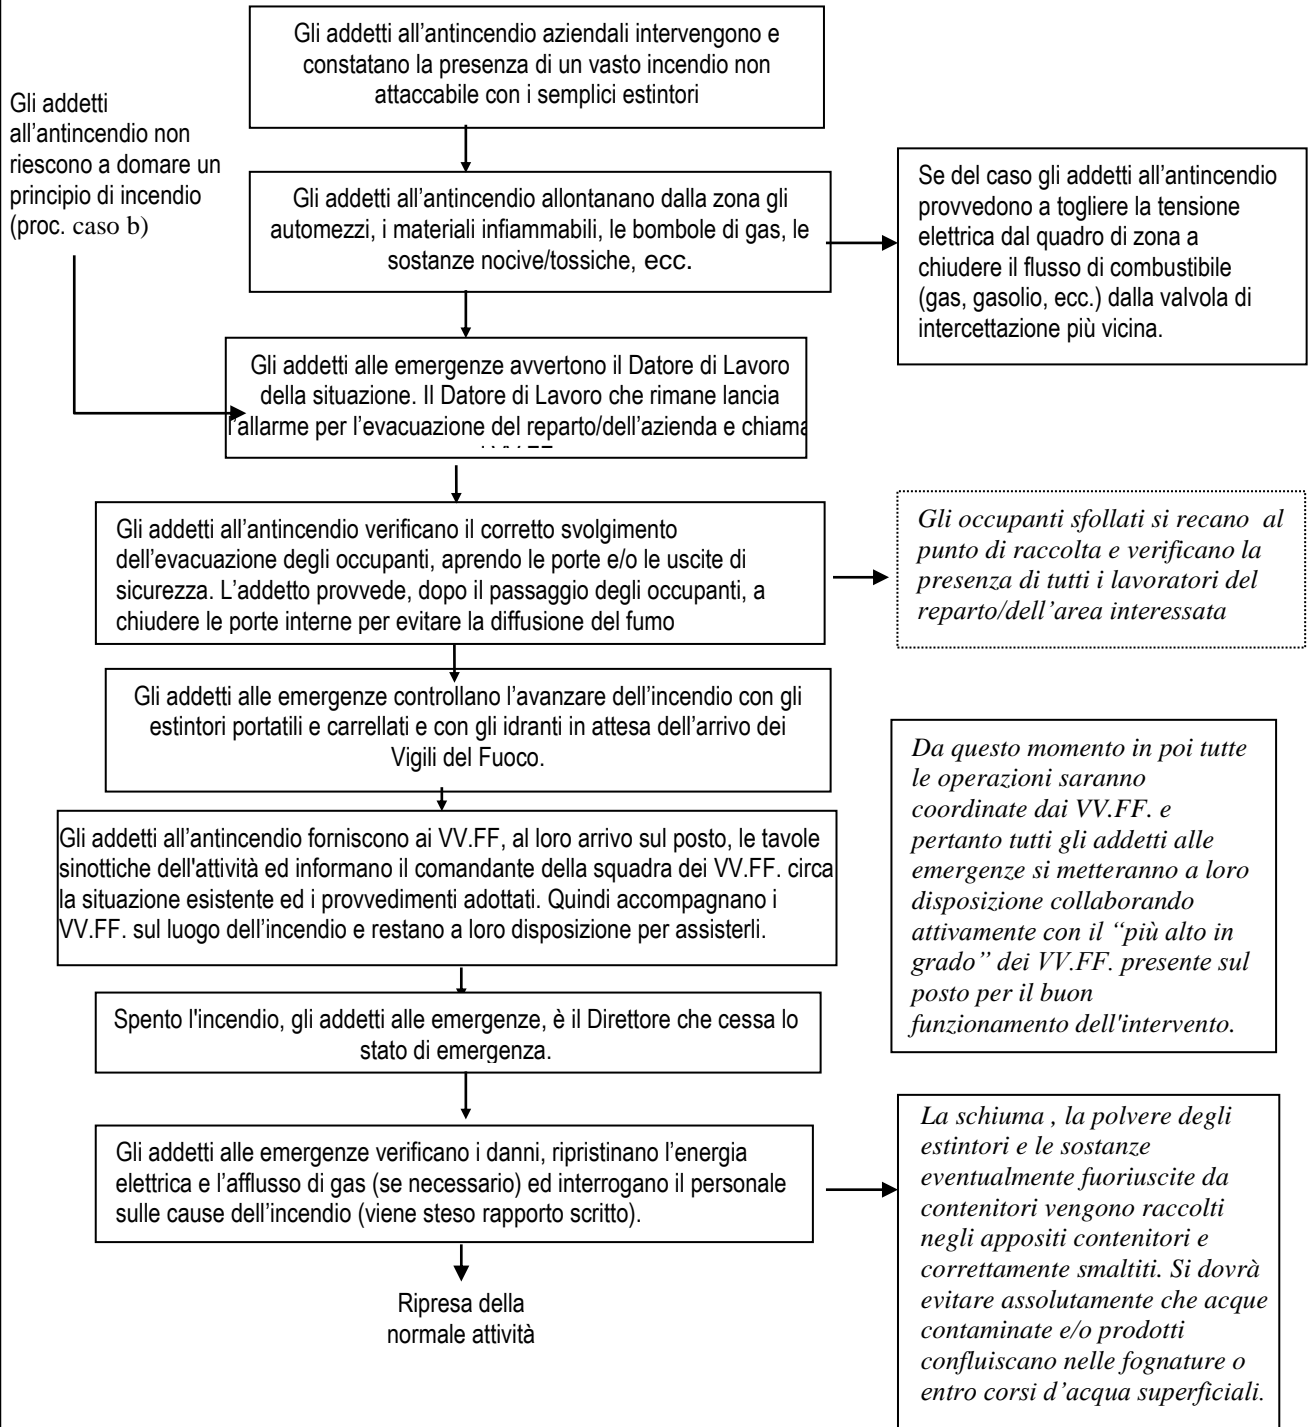 Gli addetti all’antincendio aziendali intervengono e
constatano la presenza di un vasto incendio non
attaccabile con i semplici estintori
Gli addetti
all’antincendio non
riescono a domare un
principio di incendio
(proc. caso b)
Gli addetti all’antincendio allontanano dalla zona gli
automezzi, i materiali infiammabili, le bombole di gas, le
sostanze nocive/tossiche, ecc.
Se del caso gli addetti all’antincendio
provvedono a togliere la tensione
elettrica dal quadro di zona a
chiudere il flusso di combustibile
(gas, gasolio, ecc.) dalla valvola di
intercettazione più vicina.
Gli addetti alle emergenze avvertono il Datore di Lavoro
della situazione. Il Datore di Lavoro che rimane lancia
l’allarme per l’evacuazione del reparto/dell’azienda e chiama
Gli addetti all’antincendio verificano il corretto svolgimento
dell’evacuazione degli occupanti, aprendo le porte e/o le uscite di
sicurezza. L’addetto provvede, dopo il passaggio degli occupanti, a
chiudere le porte interne per evitare la diffusione del fumo
Gli occupanti sfollati si recano  al
punto di raccolta e verificano la
presenza di tutti i lavoratori del
reparto/dell’area interessata
Gli addetti alle emergenze controllano l’avanzare dell’incendio con gli
estintori portatili e carrellati e con gli idranti in attesa dell’arrivo dei
Vigili del Fuoco.
Gli addetti all’antincendio forniscono ai VV.FF, al loro arrivo sul posto, le tavole
sinottiche dell'attività ed informano il comandante della squadra dei VV.FF. circa
la situazione esistente ed i provvedimenti adottati. Quindi accompagnano i
VV.FF. sul luogo dell’incendio e restano a loro disposizione per assisterli.
Da questo momento in poi tutte
le operazioni saranno
coordinate dai VV.FF. e
pertanto tutti gli addetti alle
emergenze si metteranno a loro
disposizione collaborando
attivamente con il “più alto in
grado” dei VV.FF. presente sul
posto per il buon
funzionamento dell'intervento.
Spento l'incendio, gli addetti alle emergenze, è il Direttore che cessa lo
stato di emergenza.
Gli addetti alle emergenze verificano i danni, ripristinano l’energia
elettrica e l’afflusso di gas (se necessario) ed interrogano il personale
sulle cause dell’incendio (viene steso rapporto scritto).
La schiuma , la polvere degli
estintori e le sostanze
eventualmente fuoriuscite da
contenitori vengono raccolti
negli appositi contenitori e
correttamente smaltiti. Si dovrà
evitare assolutamente che acque
contaminate e/o prodotti
confluiscano nelle fognature o
entro corsi d’acqua superficiali.
Ripresa della
normale attività